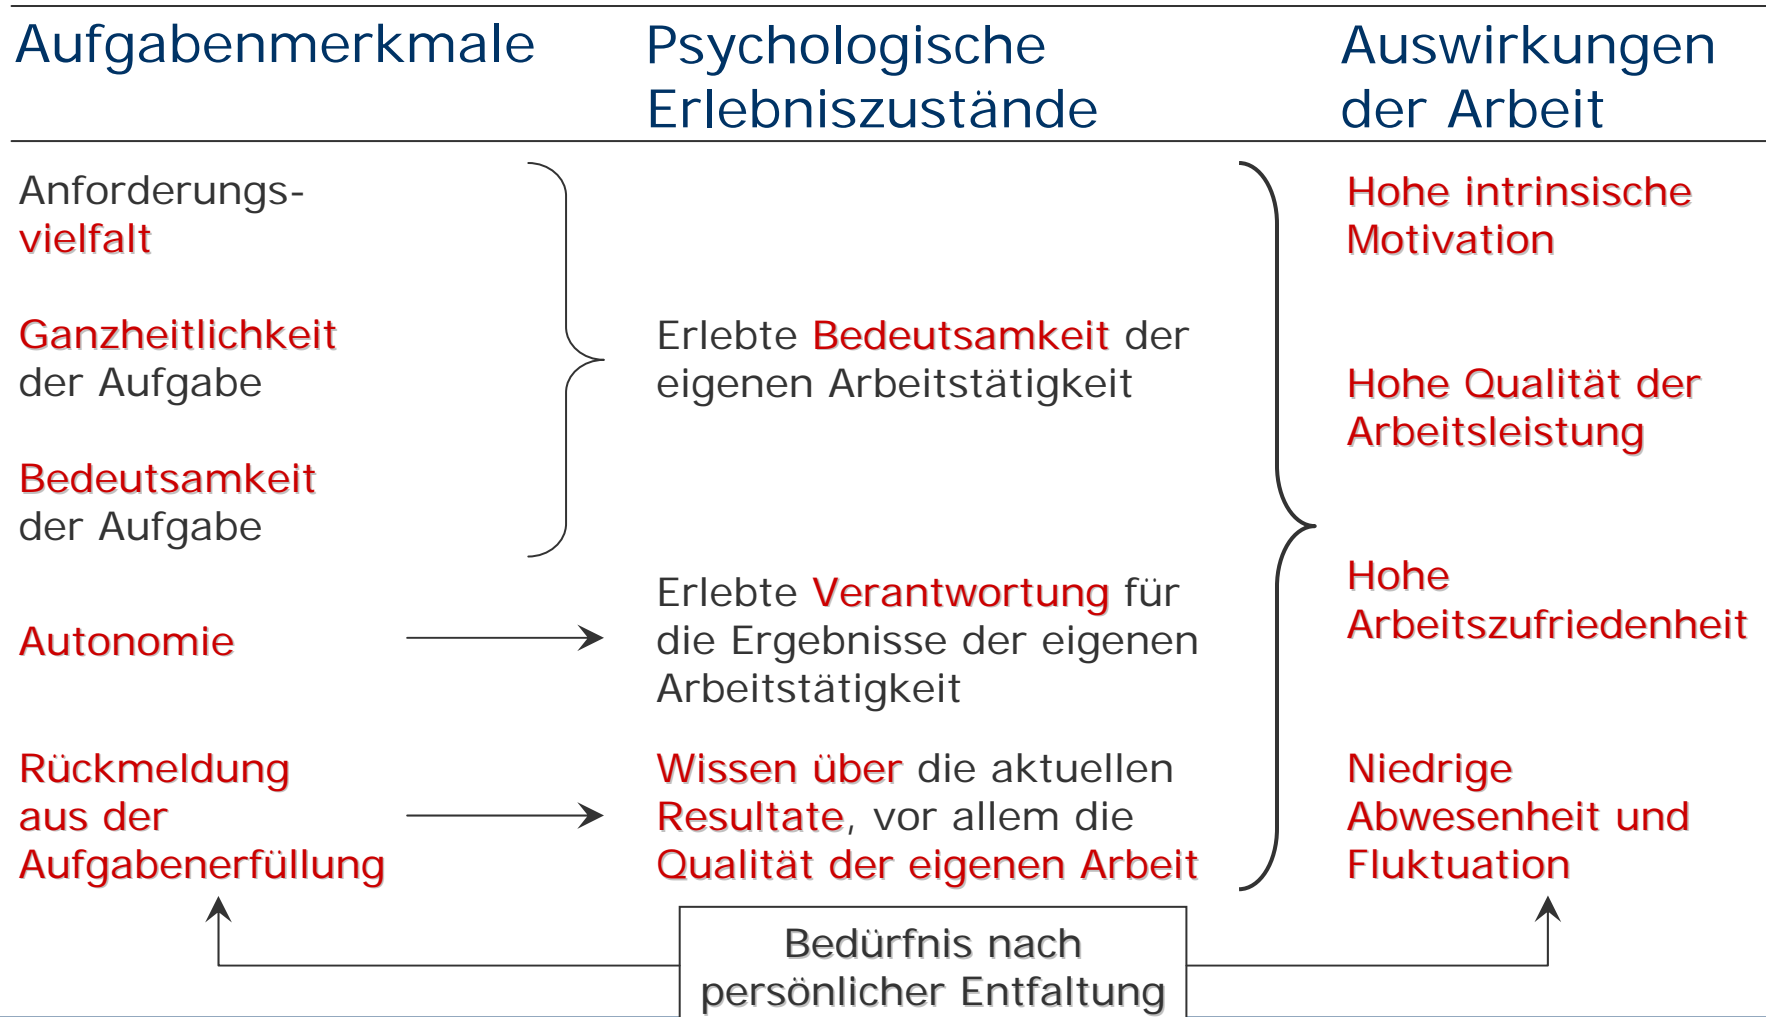 Aufgabenmerkmale
Psychologische
Erlebniszustände
Auswirkungen
der Arbeit
Anforderungs-
vielfalt
Ganzheitlichkeit
der Aufgabe
Bedeutsamkeit
der Aufgabe
Autonomie
Rückmeldung
aus der
Aufgabenerfüllung
Erlebte Bedeutsamkeit der
eigenen Arbeitstätigkeit
Erlebte Verantwortung für
die Ergebnisse der eigenen
Arbeitstätigkeit
Wissen über die aktuellen
Resultate, vor allem die
Qualität der eigenen Arbeit
Hohe intrinsische
Motivation
Hohe Qualität der
Arbeitsleistung
Hohe
Arbeitszufriedenheit
Niedrige
Abwesenheit und
Fluktuation
Bedürfnis nach
persönlicher Entfaltung